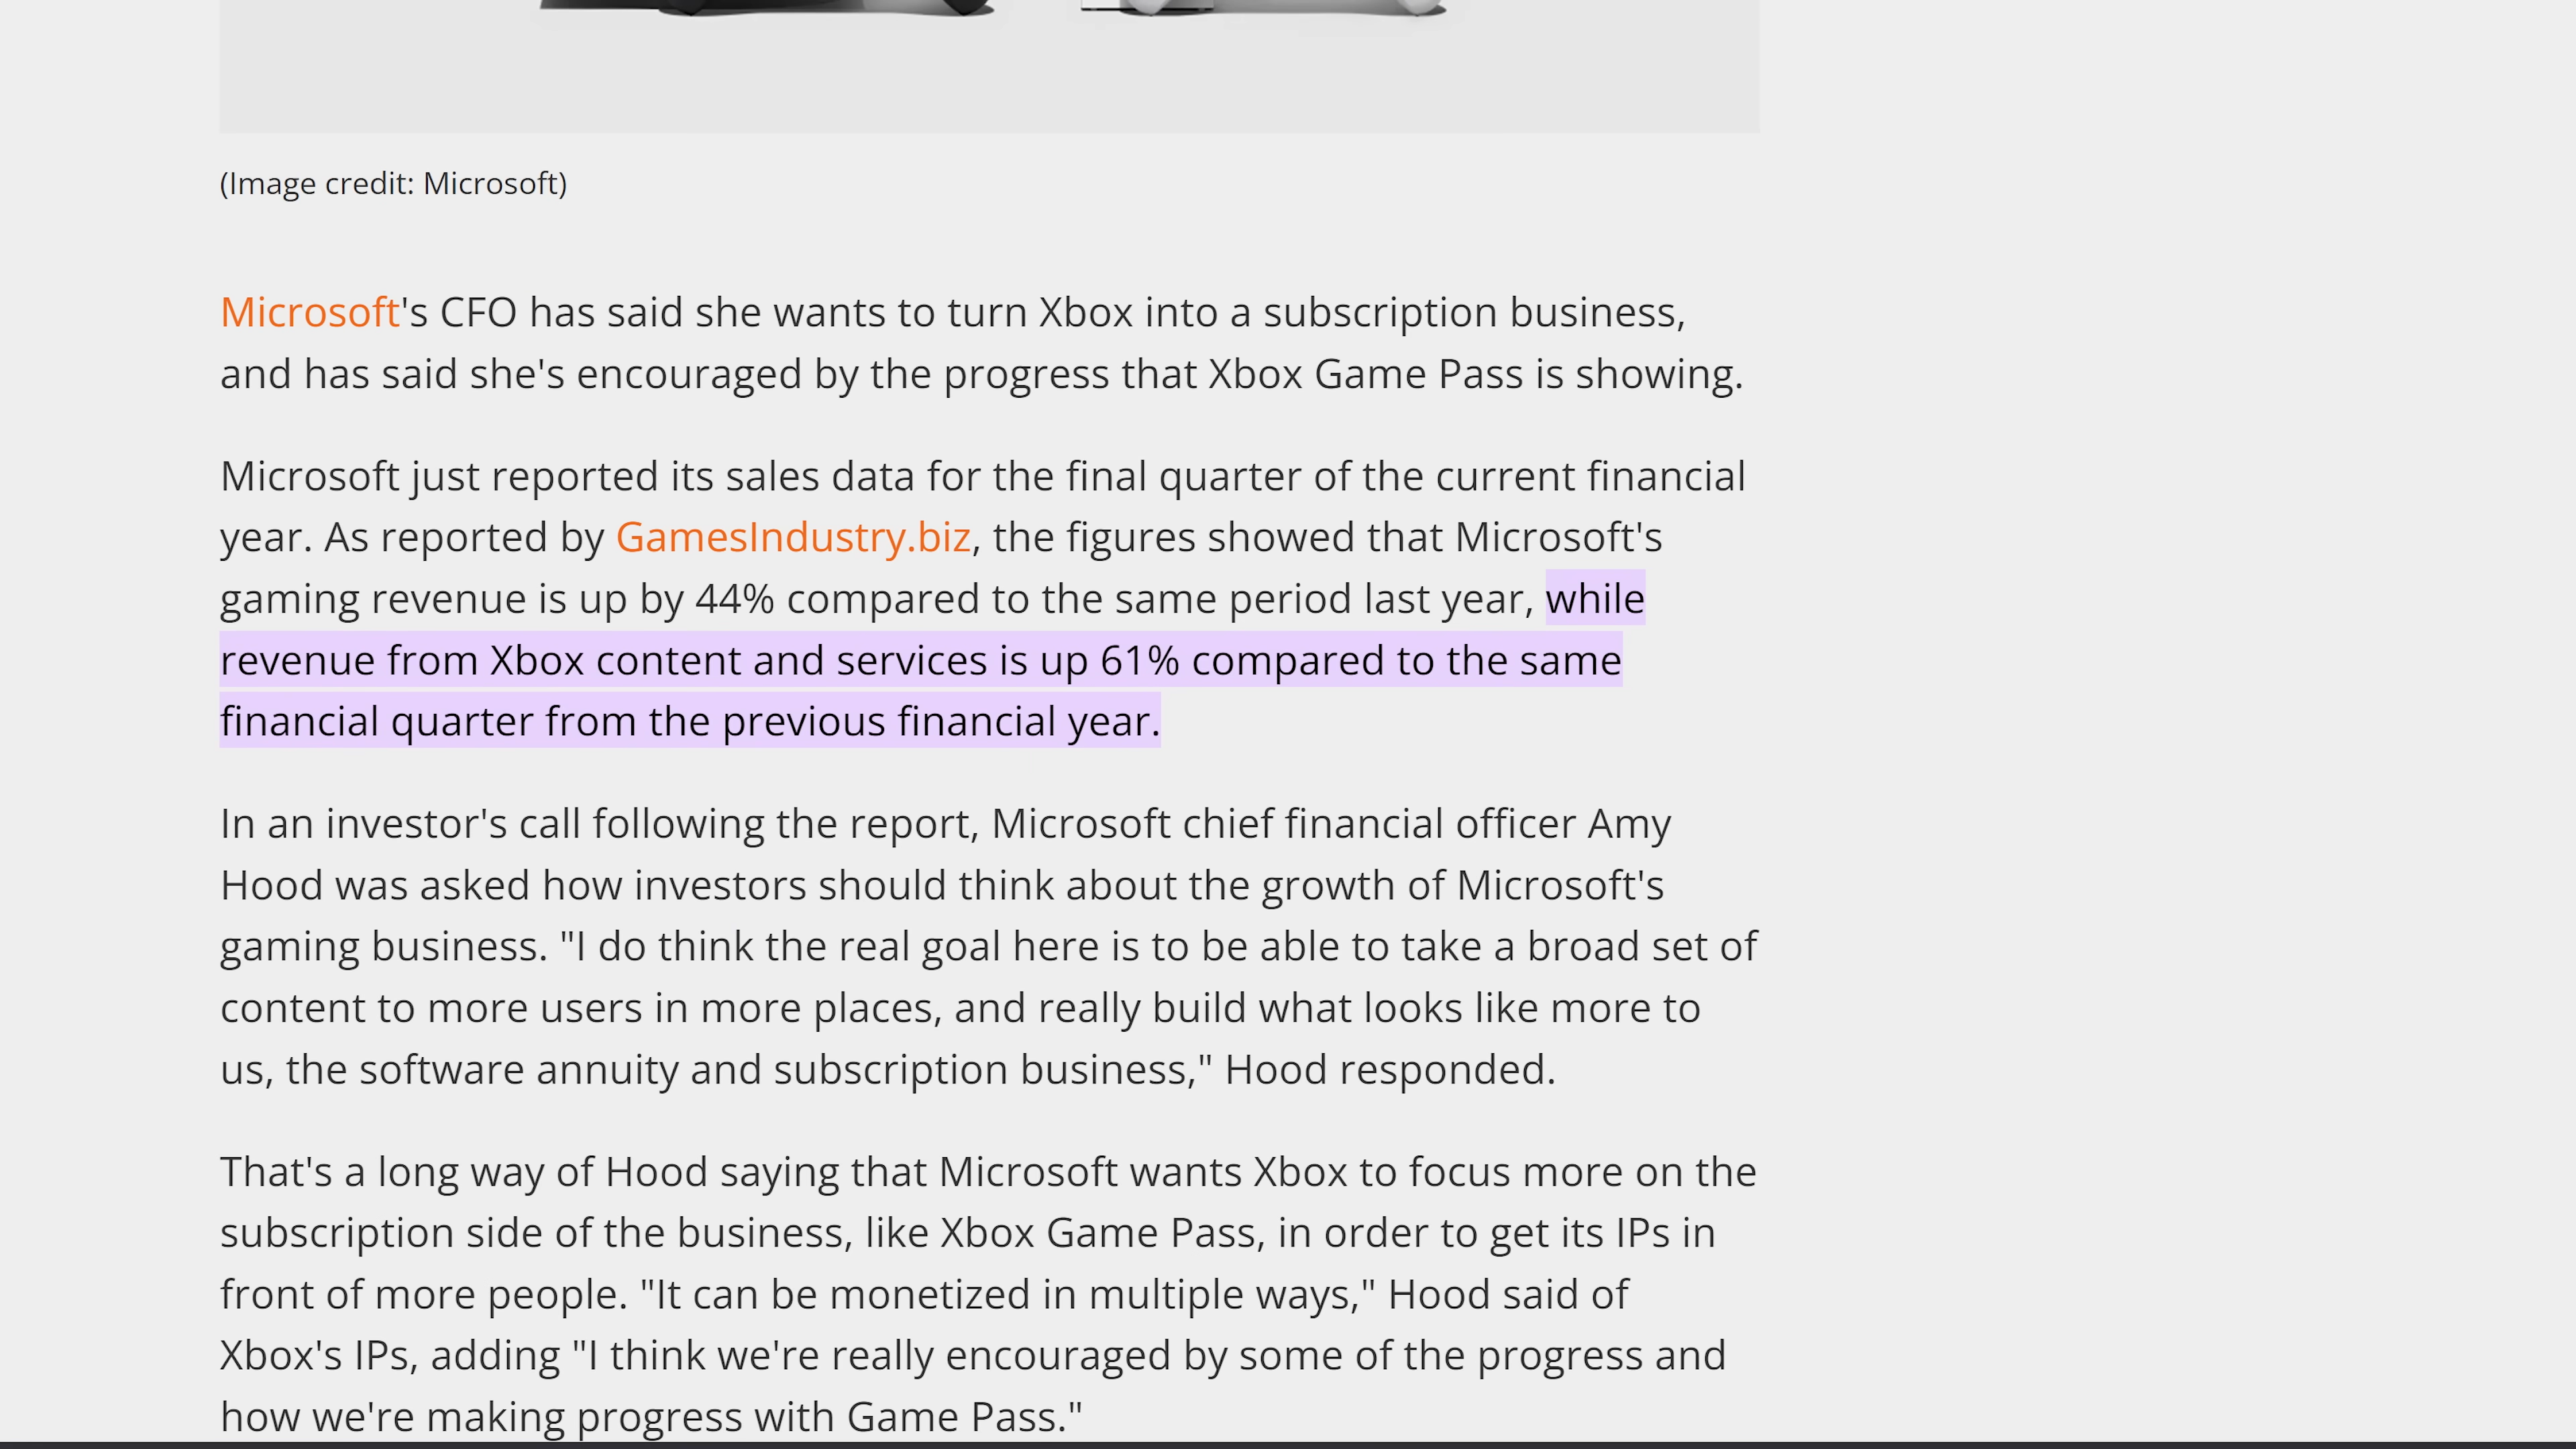 (Image credit: Microsoft)
Microsoft's CFO has said she wants to turn Xbox into a subscription business,
and has said she's encouraged by the progress that Xbox Game Pass is showing.
Microsoft just reported its sales data for the final quarter of the current financial
year. As reported by GamesIndustry.biz, the figures showed that Microsoft's
gaming revenue is up by 44% compared to the same period last year, while
revenue from Xbox content and services is up 61% compared to the same
financial quarter from the previous financial year.
In an investor's call following the report, Microsoft chief financial officer Amy
Hood was asked how investors should think about the growth of Microsoft's
gaming business. "I do think the real goal here is to be able to take a broad set of
content to more users in more places, and really build what looks like more to
us, the software annuity and subscription business," Hood responded.
That's a long way of Hood saying that Microsoft wants Xbox to focus more on the
subscription side of the business, like Xbox Game Pass, in order to get its IPs in
front of more people. "It can be monetized in multiple ways," Hood said of
Xbox's IPs, adding "I think we're really encouraged by some of the progress and
how we're making progress with Game Pass."